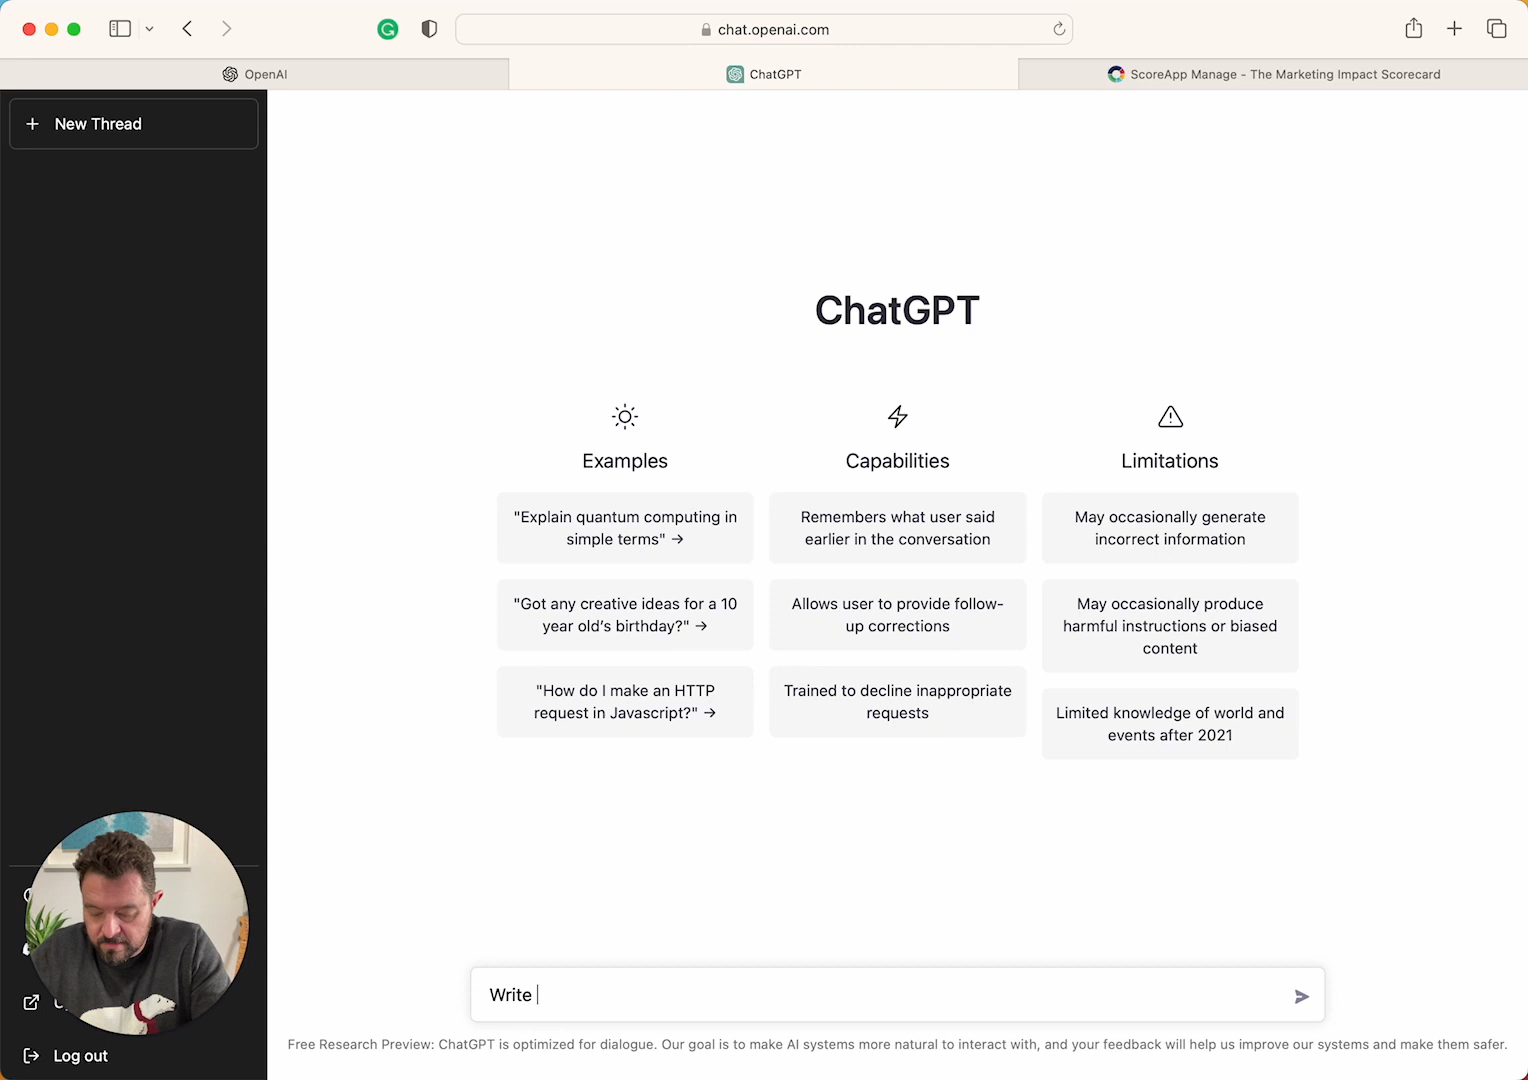 chat.openai.com
OpenAI
ChatGPT
ScoreApp Manage - The Marketing Impact Scorecard
+ New Thread
ChatGPT
Examples
"Explain quantum computing in
simple terms" →
"Got any creative ideas for a 10
year old's birthday?" →
"How do I make an HTTP
request in Javascript?" →
Capabilities
Remembers what user said
earlier in the conversation
Allows user to provide follow-
up corrections
Trained to decline inappropriate
requests
Limitations
May occasionally generate
incorrect information
May occasionally produce
harmful instructions or biased
content
Limited knowledge of world and
events after 2021
Write
Log out
Free Research Preview: ChatGPT is optimized for dialogue. Our goal is to make AI systems more natural to interact with, and your feedback will help us improve our systems and make them safer.